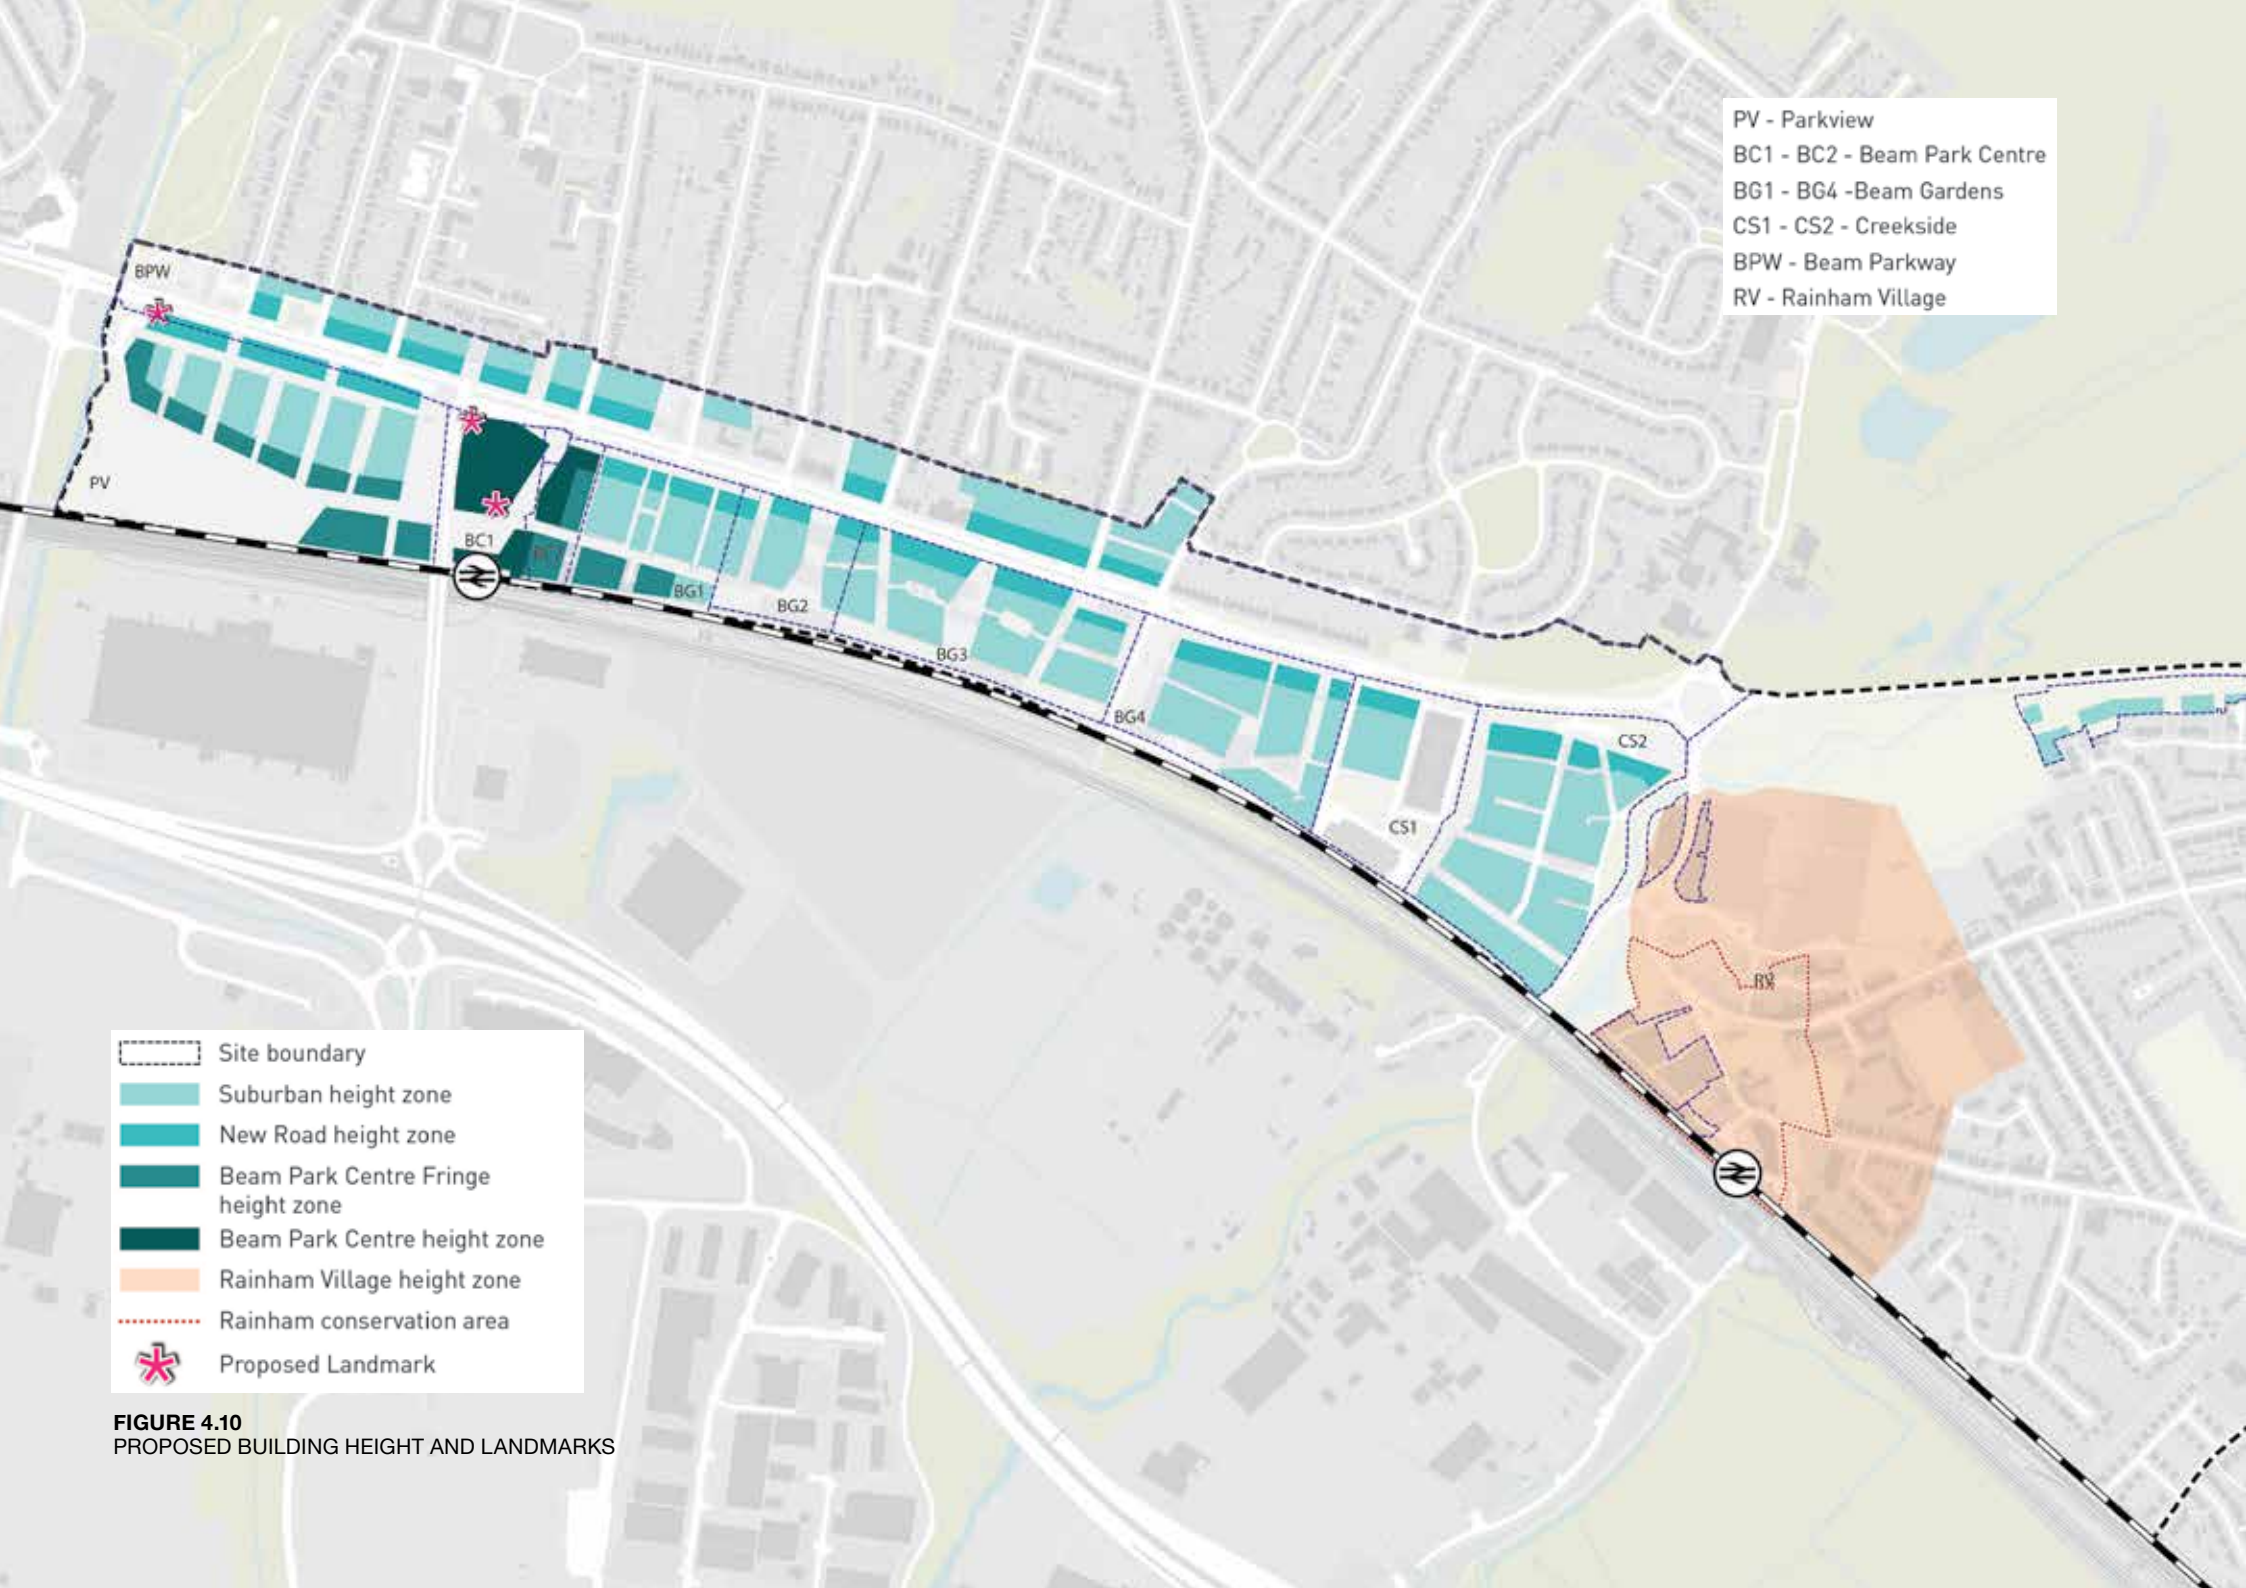 PV - Parkview
BC1 - BC2 - Beam Park Centre
BG1 - BG4 -Beam Gardens
CS1 - CS2 - Creekside
BPW - Beam Parkway
RV - Rainham Village
BPW
PV
BC1
BG1
BG2
BG3
BG4
CS2
CS1
Site boundary
Suburban height zone
New Road height zone
Beam Park Centre Fringe
height zone
Beam Park Centre height zone
Rainham Village height zone
Rainham conservation area
Proposed Landmark
FIGURE 4.10
PROPOSED BUILDING HEIGHT AND LANDMARKS